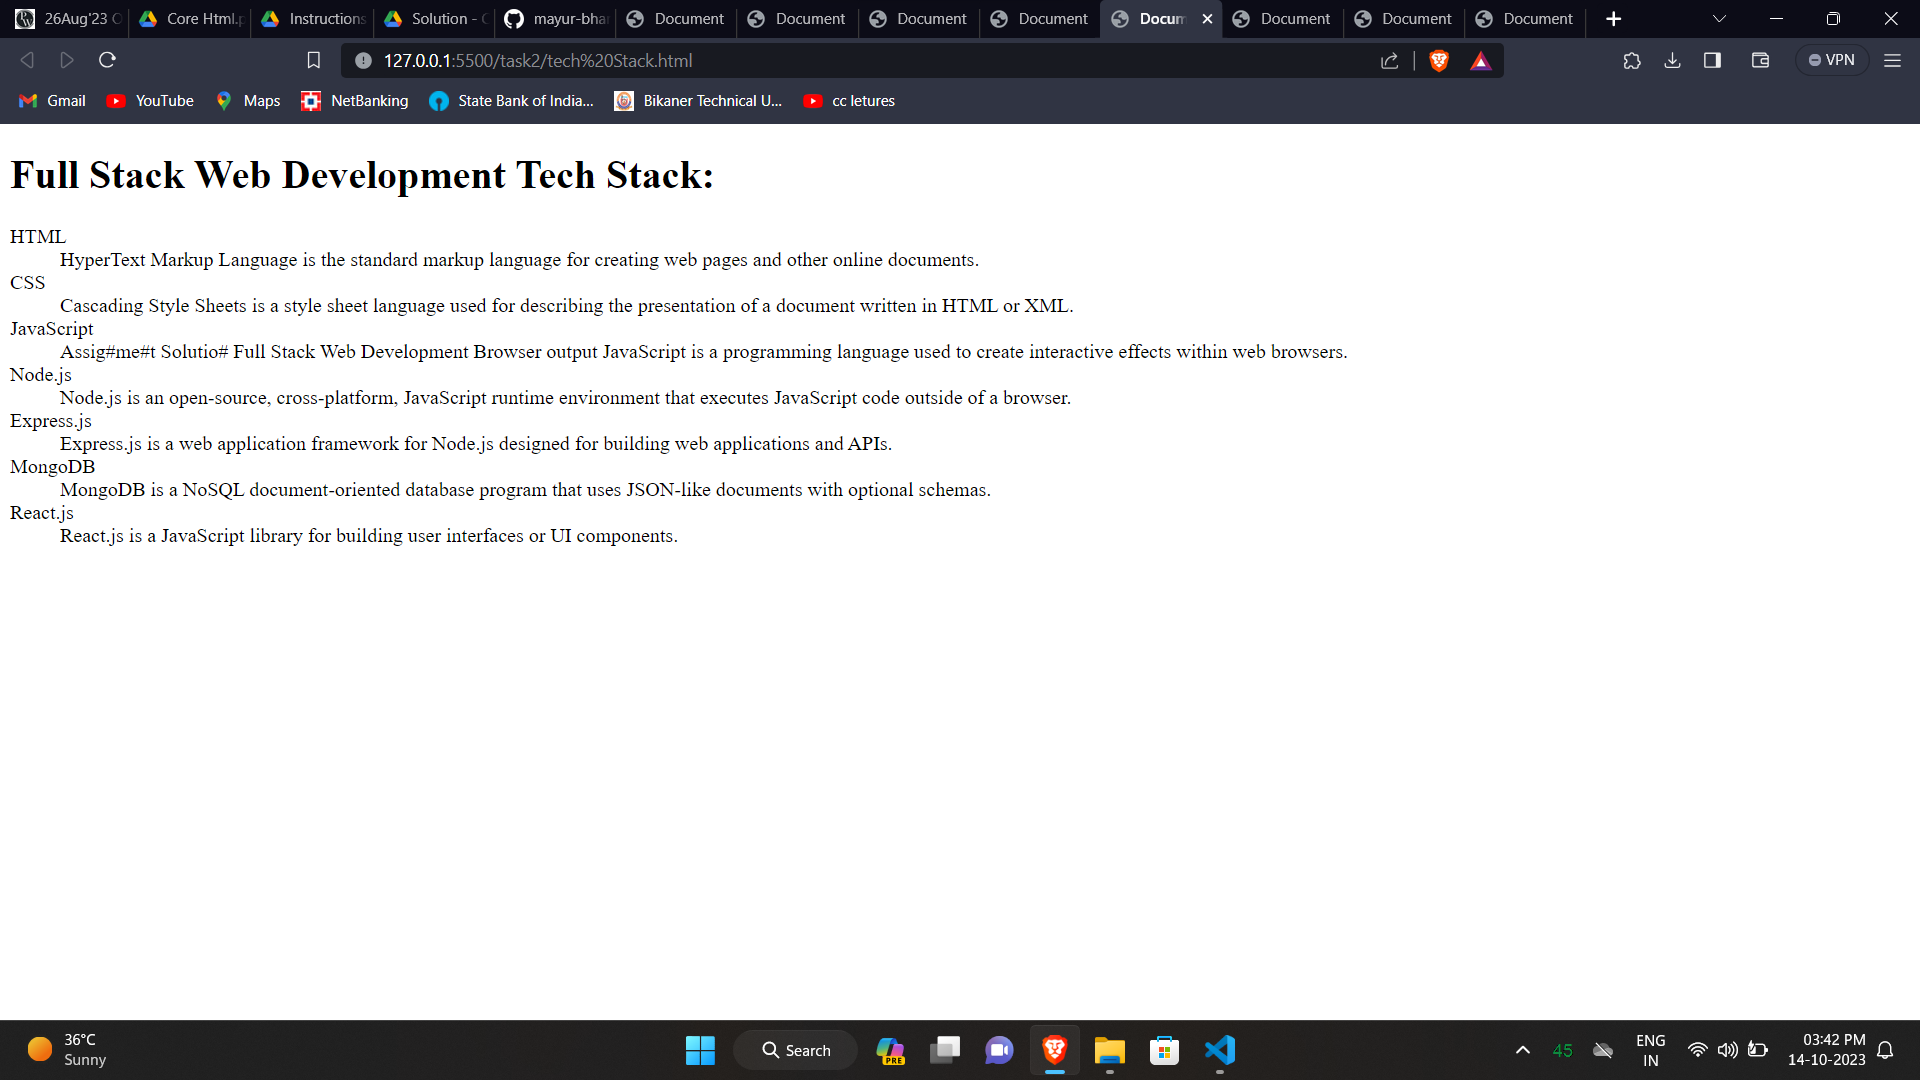 26Aug'23 O
Core Html.p
Instructions
Solution - C
mayur-bhar
Document
Document
Document
Document
Docum
Document
Document
Document
127.0.0.1:5500/task2/tech%20Stack.html
VPN
Gmail
YouTube
Maps
NetBanking
State Bank of India...
Bikaner Technical U...
cc letures
Full Stack Web Development Tech Stack:
HTML
HyperText Markup Language is the standard markup language for creating web pages and other online documents.
CSS
Cascading Style Sheets is a style sheet language used for describing the presentation of a document written in HTML or XML.
JavaScript
Assig#me#t Solutio# Full Stack Web Development Browser output JavaScript is a programming language used to create interactive effects within web browsers.
Node.js
Node.js is an open-source, cross-platform, JavaScript runtime environment that executes JavaScript code outside of a browser.
Express.js
Express.js is a web application framework for Node.js designed for building web applications and APIs.
MongoDB
MongoDB is a NoSQL document-oriented database program that uses JSON-like documents with optional schemas.
React.js
React.js is a JavaScript library for building user interfaces or UI components.
36°C
Sunny
Search
PRE
45
ENG
IN
03:42 PM
14-10-2023